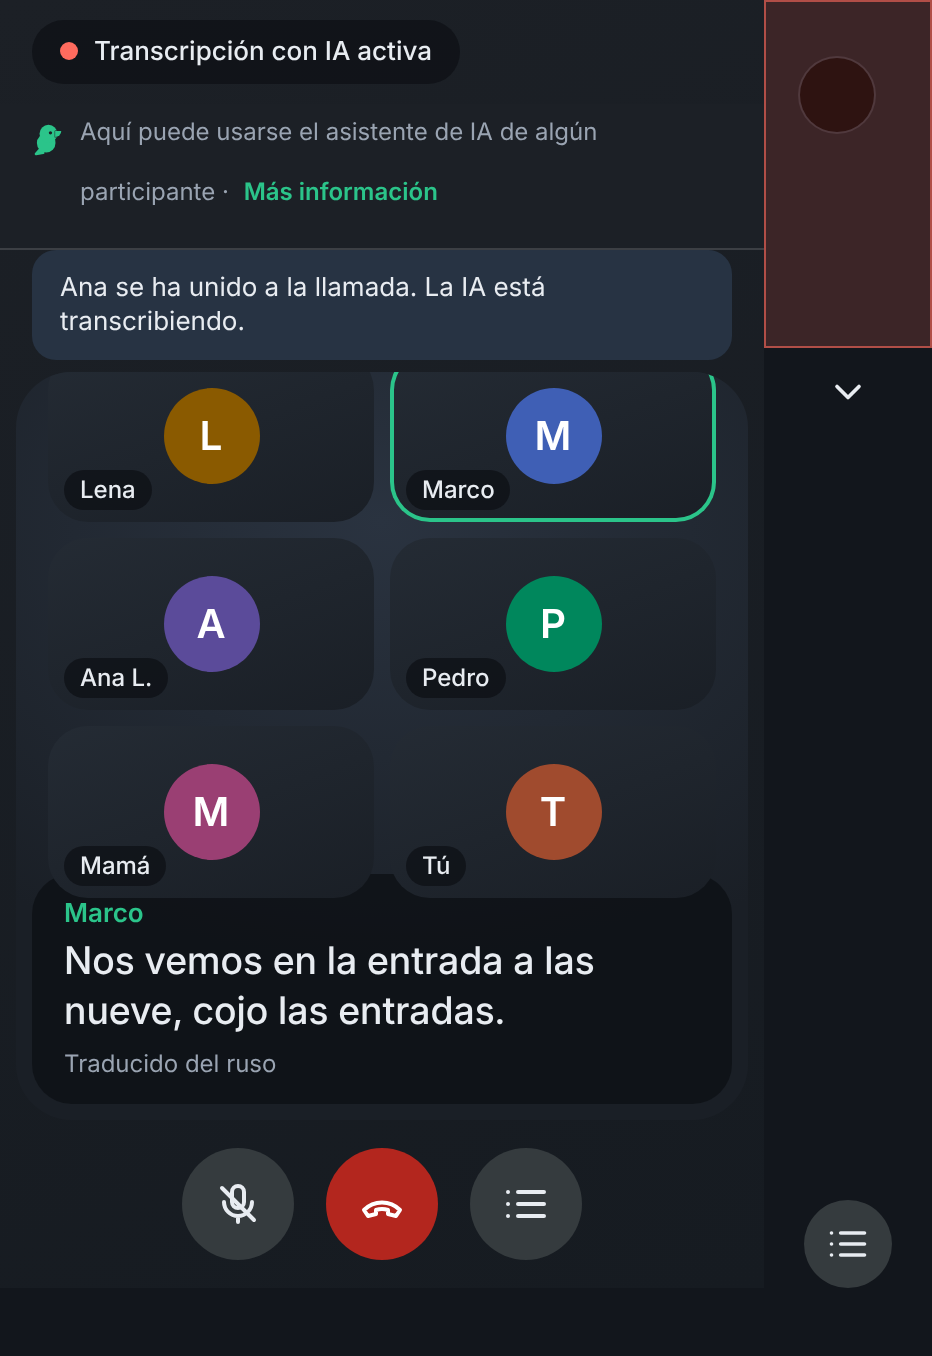 Transcripción con IA activa
Aquí puede usarse el asistente de IA de algún
participante · Más información
Ana se ha unido a la llamada. La IA está
transcribiendo.
L
Lena
M
Marco
A
Ana L.
P
Pedro
M
Mamá
T
Tú
Marco
Nos vemos en la entrada a las
nueve, cojo las entradas.
Traducido del ruso